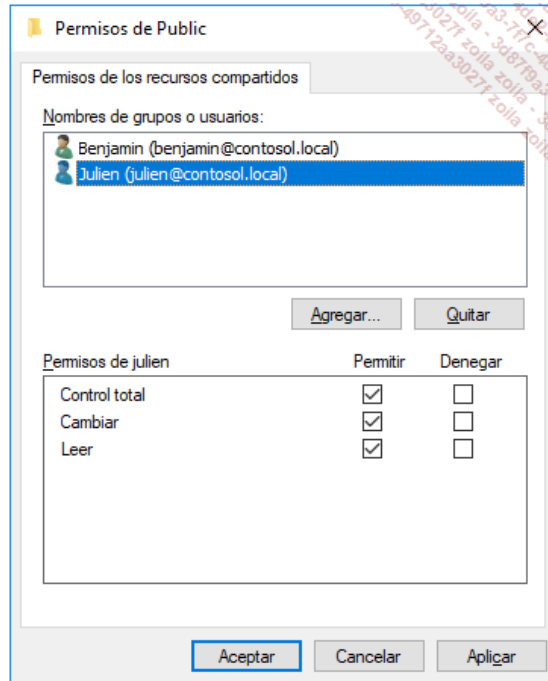 Permisos de Public
Permisos de los recursos compartidos
Nombres de grupos o usuarios:
Benjamin (benjamin@contosol.local)
Julien (julien@contosol.local)
Agregar...
Quitar
Permisos de julien Permitir Denegar
Control total
Cambiar
Leer
Aceptar
Cancelar
Aplicar